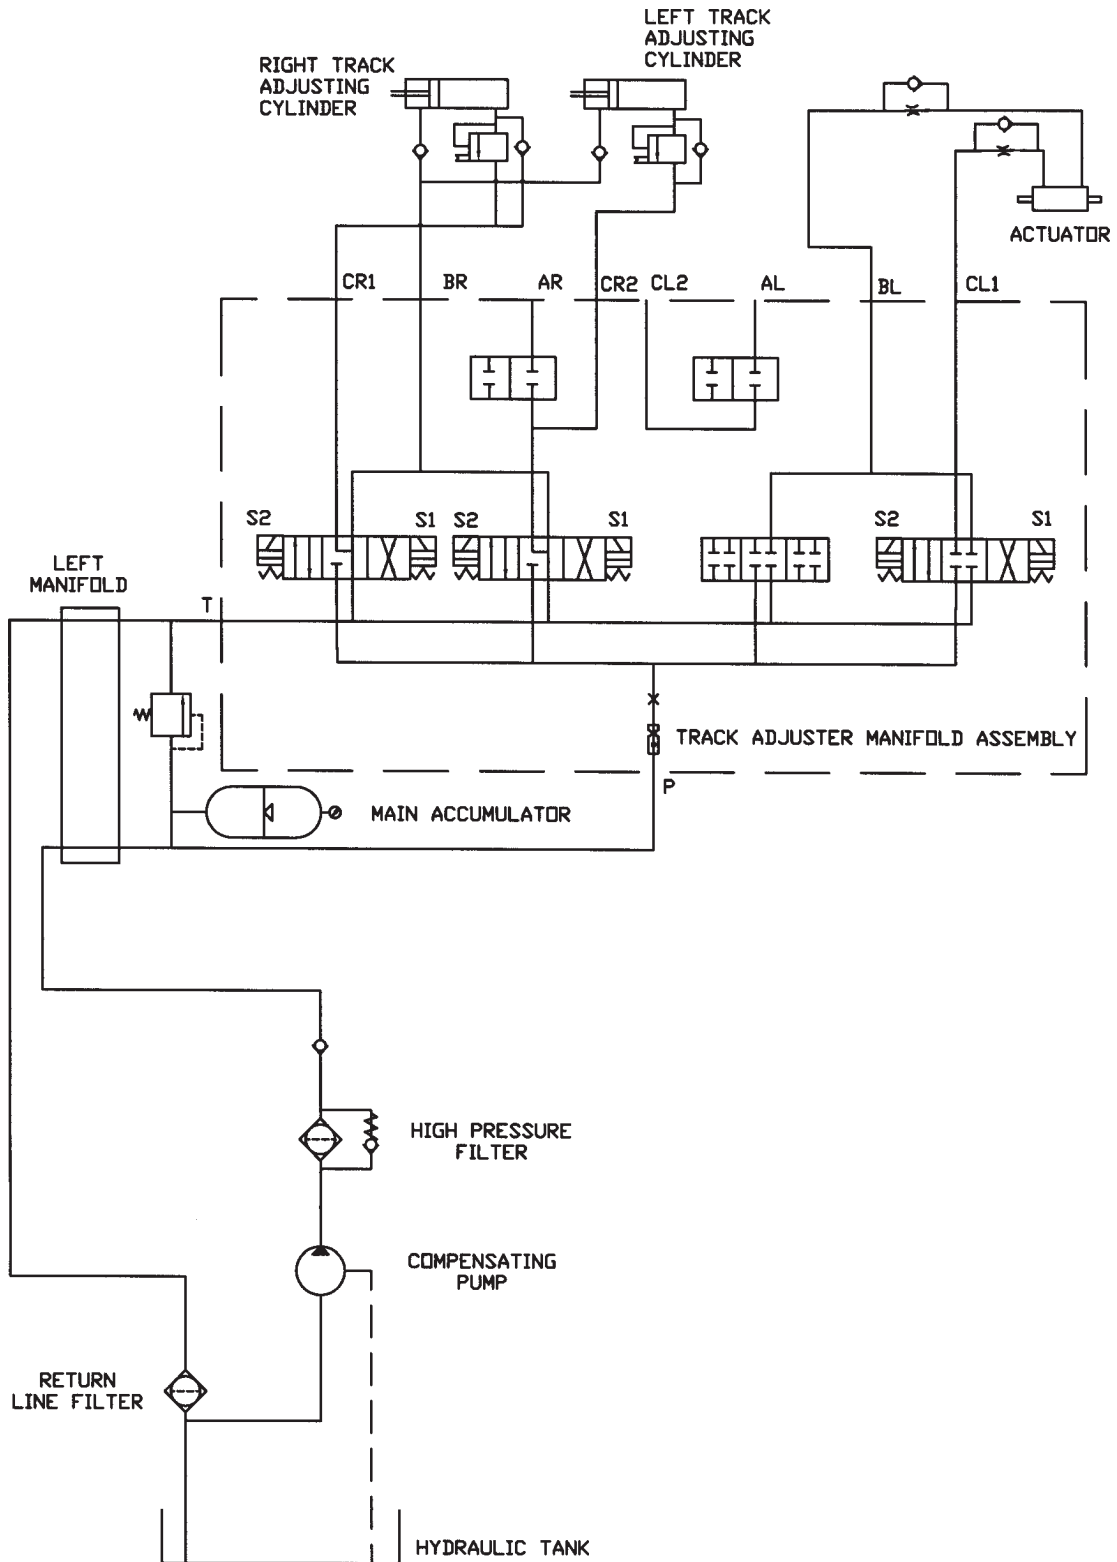 LEFT TRACK
ADJUSTING
CYLINDER
RIGHT TRACK
ADJUSTING
CYLINDER
ACTUATOR
CR1
BR
AR
CR2
CL2
AL
BL
CL1
S2
S1
S2
S1
S2
S1
LEFT
MANIFOLD
T
TRACK ADJUSTER MANIFOLD ASSEMBLY
P
MAIN ACCUMULATOR
HIGH PRESSURE
FILTER
COMPENSATING
PUMP
RETURN
LINE FILTER
HYDRAULIC TANK